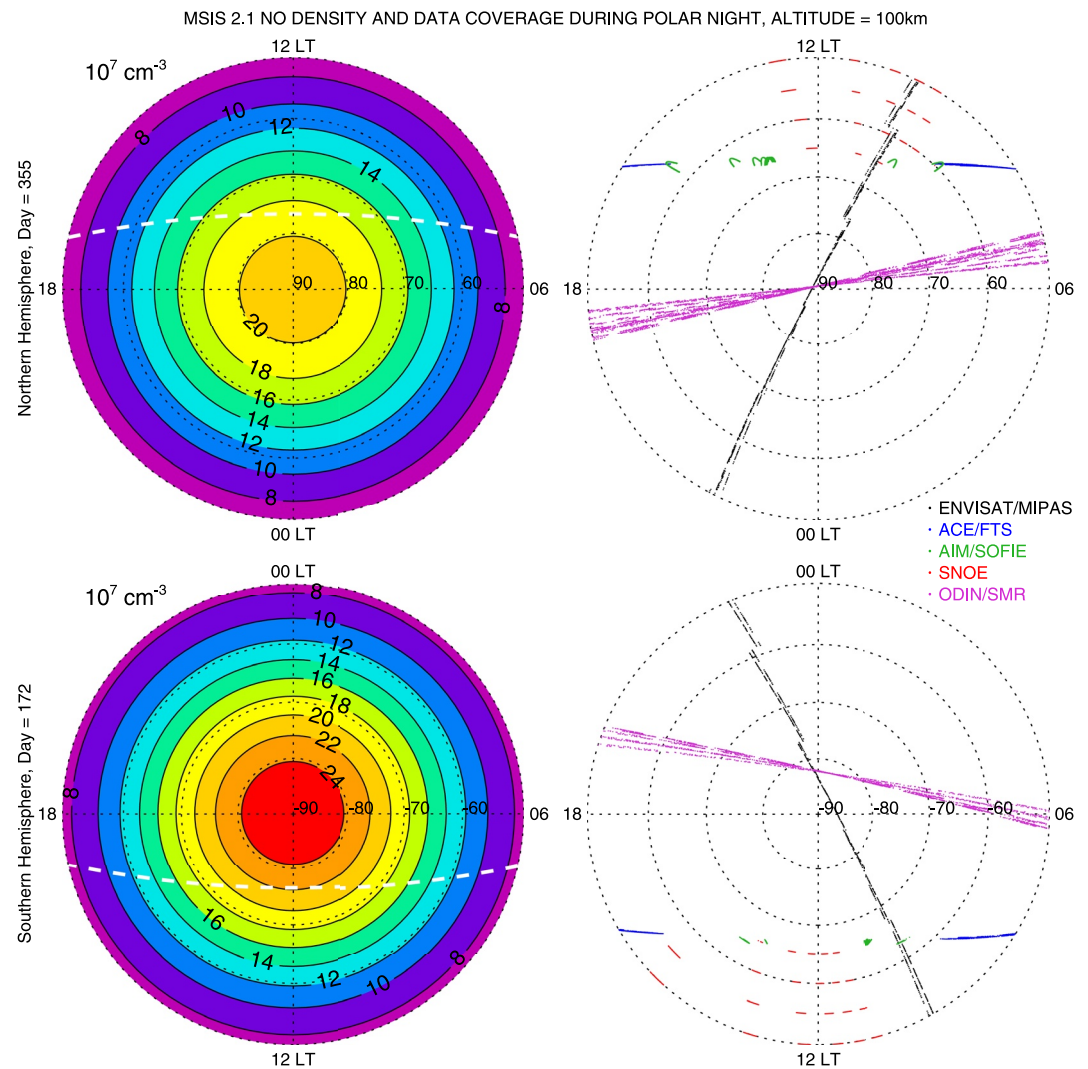 MSIS 2.1 NO DENSITY AND DATA COVERAGE DURING POLAR NIGHT, ALTITUDE = 100km
Northern Hemisphere, Day = 355
10⁷ cm⁻³
12 LT
8
10
12
14
18
90
80
70
60
06
8
20
18
16
14
12
10
8
00 LT
12 LT
18
90
80
70
60
06
00 LT
· ENVISAT/MIPAS
· ACE/FTS
· AIM/SOFIE
· SNOE
· ODIN/SMR
Southern Hemisphere, Day = 172
10⁷ cm⁻³
00 LT
8
10
12
14
16
18
20
22
24
8
18
-90
-80
-70
-60
06
16
14
12
10
8
12 LT
00 LT
18
-90
-80
-70
-60
06
12 LT